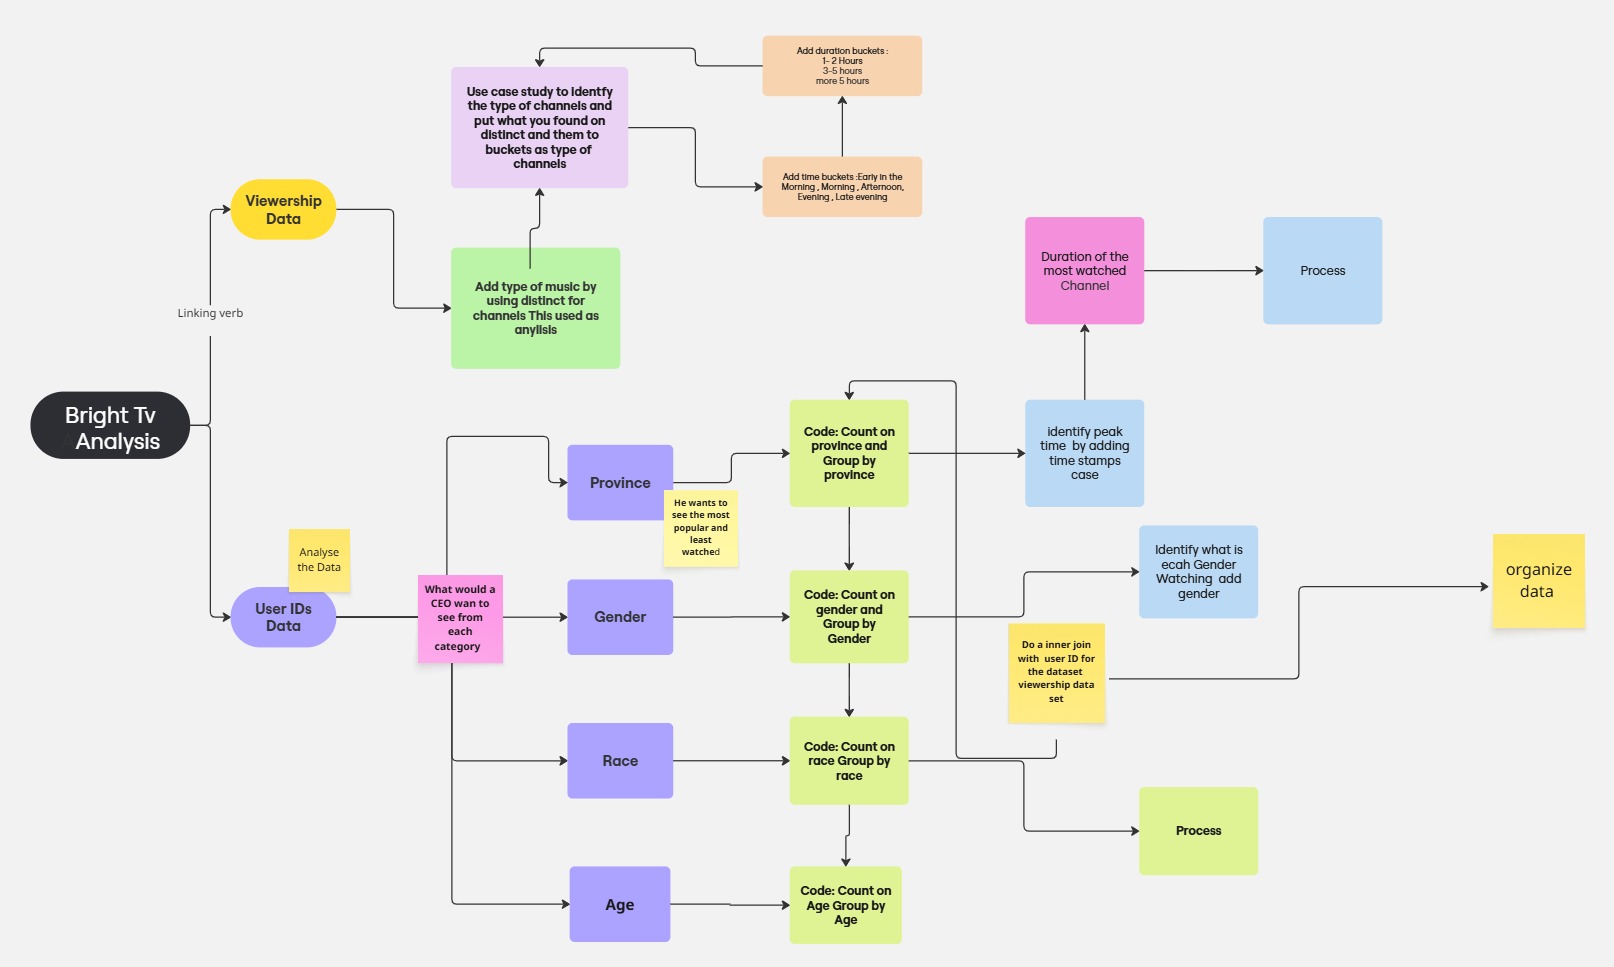 Add duration buckets :
1- 2 Hours
3-5 hours
more 5 hours
Use case study to identfy
the type of channels and
put what you found on
distinct and them to
buckets as type of
channels
Add time buckets :Early in the
Morning , Morning , Afternoon,
Evening , Late evening
Viewership
Data
Add type of music by
using distinct for
channels This used as
anylisis
Linking verb
Duration of the
most watched
Channel
Process
Bright Tv
Analysis
Province
He wants to
see the most
popular and
least
watched
Code: Count on
province and
Group by
province
identify peak
time by adding
time stamps
case
Analyse
the Data
User IDs
Data
What would a
CEO wan to
see from
each
category
Gender
Code: Count on
gender and
Group by
Gender
Identify what is
ecah Gender
Watching add
gender
Do a inner join
with user ID for
the dataset
viewership data
set
organize
data
Race
Code: Count on
race Group by
race
Process
Age
Code: Count on
Age Group by
Age